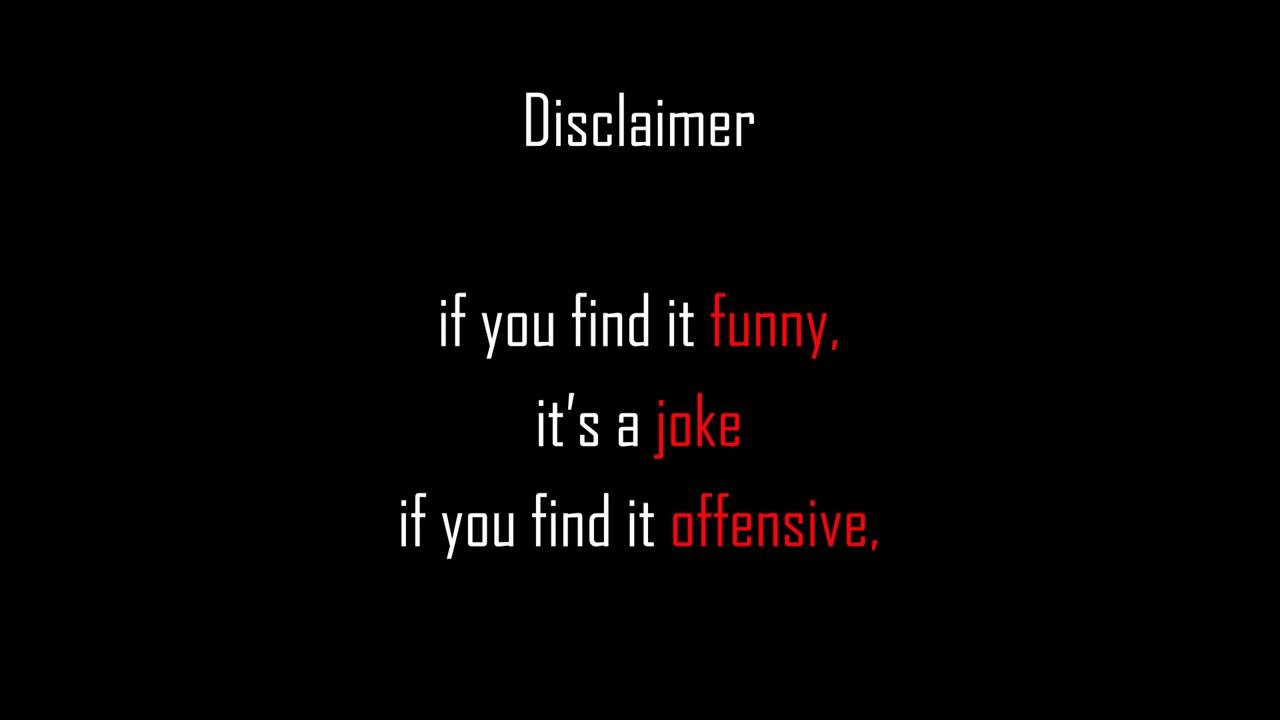 Disclaimer
if you find it funny,
it's a joke
if you find it offensive,